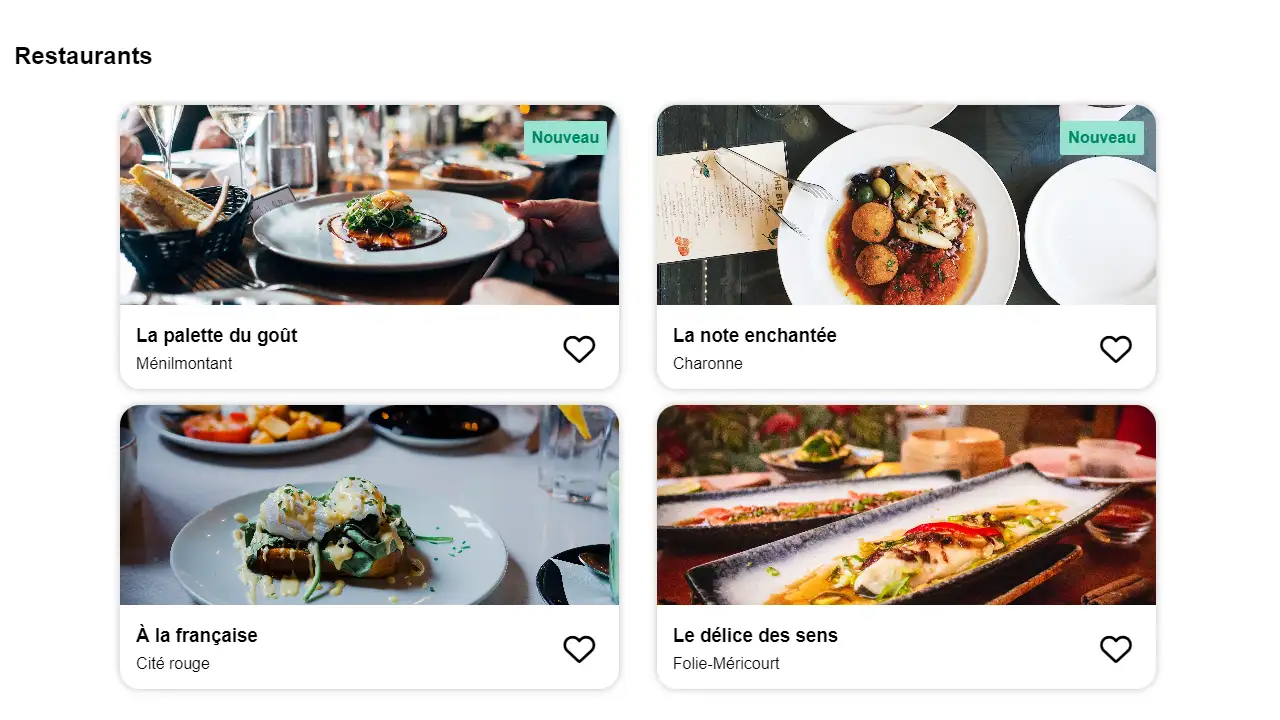 Restaurants
Nouveau
Nouveau
La palette du goût
Ménilmontant
La note enchantée
Charonne
À la française
Cité rouge
Le délice des sens
Folie-Méricourt